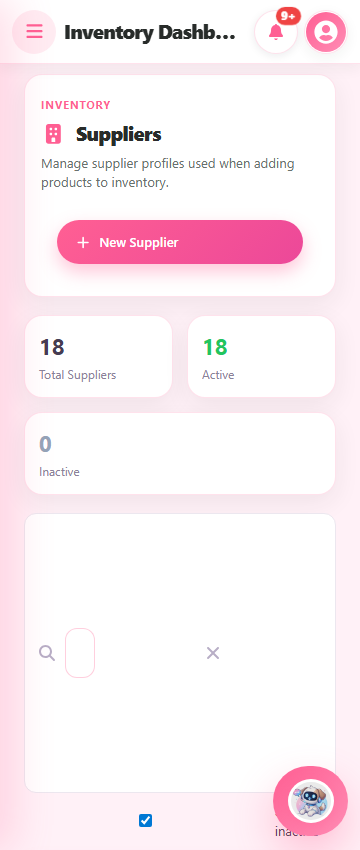 Inventory Dashb...
9+
INVENTORY
Suppliers
Manage supplier profiles used when adding
products to inventory.
New Supplier
18
Total Suppliers
18
Active
0
Inactive